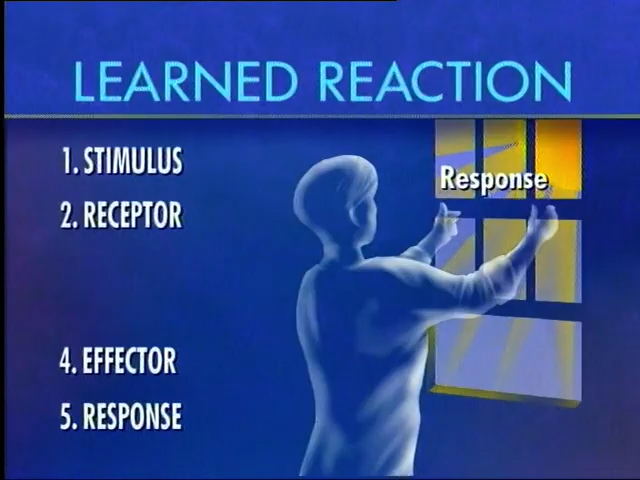 LEARNED REACTION
1. STIMULUS
2. RECEPTOR
4. EFFECTOR
5. RESPONSE
Response